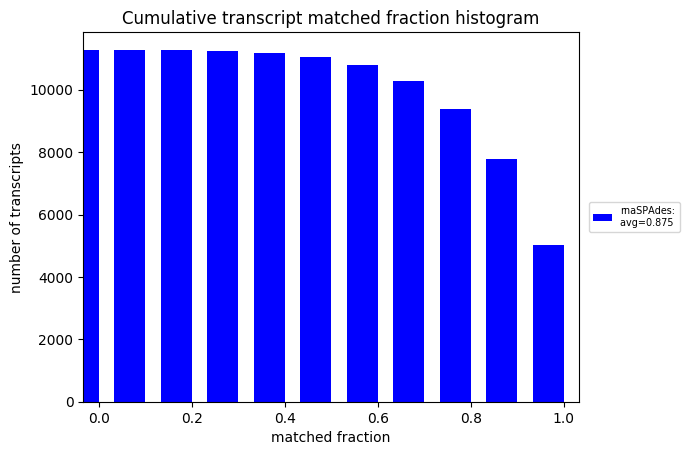 Cumulative transcript matched fraction histogram
number of transcripts
10000
8000
6000
4000
2000
0
0.0 0.2 0.4 0.6 0.8 1.0
matched fraction
rnaSPAdes:
avg=0.875